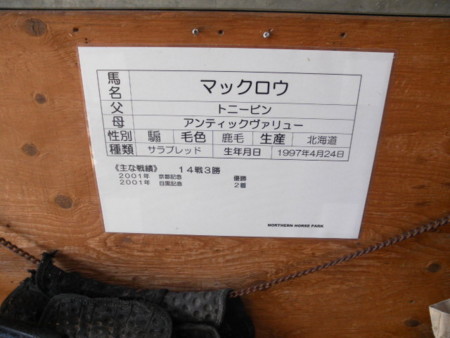 馬名 マックロウ
父 トニービン
母 アンティックヴァリュー
性別 騸 毛色 鹿毛 生産 北海道
種類 サラブレッド 生年月日 1997年4月24日
《主な戦績》 14戦3勝
2001年 京都記念 優勝
2001年 目黒記念 2着
NORTHERN HORSE PARK